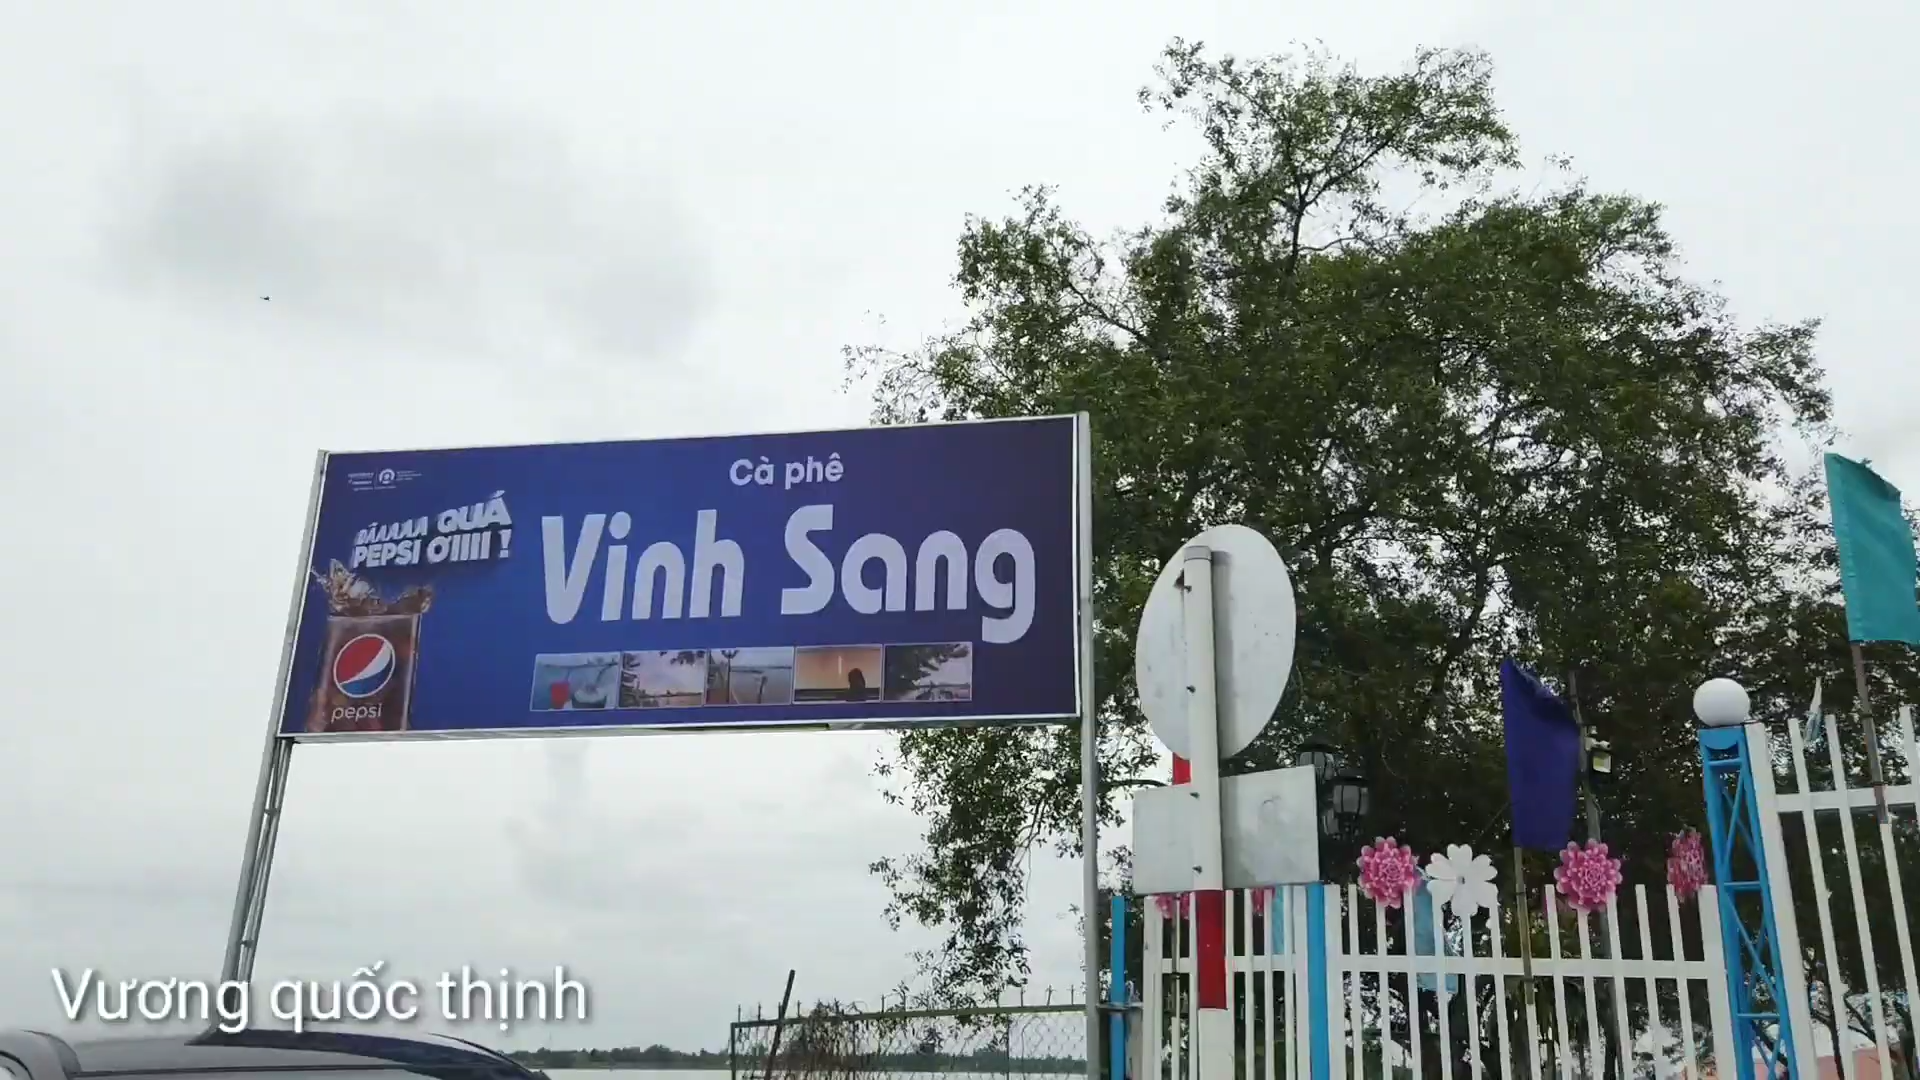 Cà phê
Vinh Sang
ĐÃAAAA QUÁ
PEPSI ƠIIII !
pepsi
Vương quốc thịnh